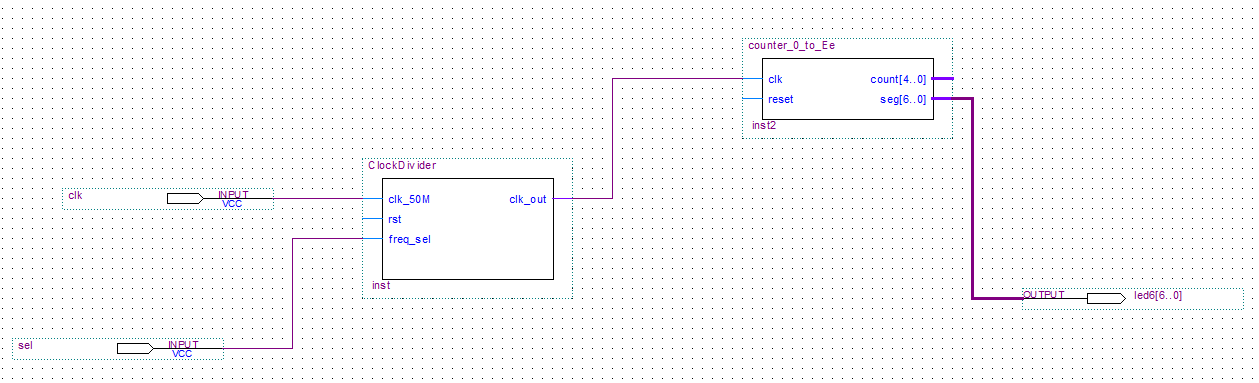 counter_0_to_Ee
clk count[4..0]
reset seg[6..0]
inst2
ClockDivider
clk INPUT
VCC
clk_50M clk_out
rst
freq_sel
inst
OUTPUT led6[6..0]
sel INPUT
VCC